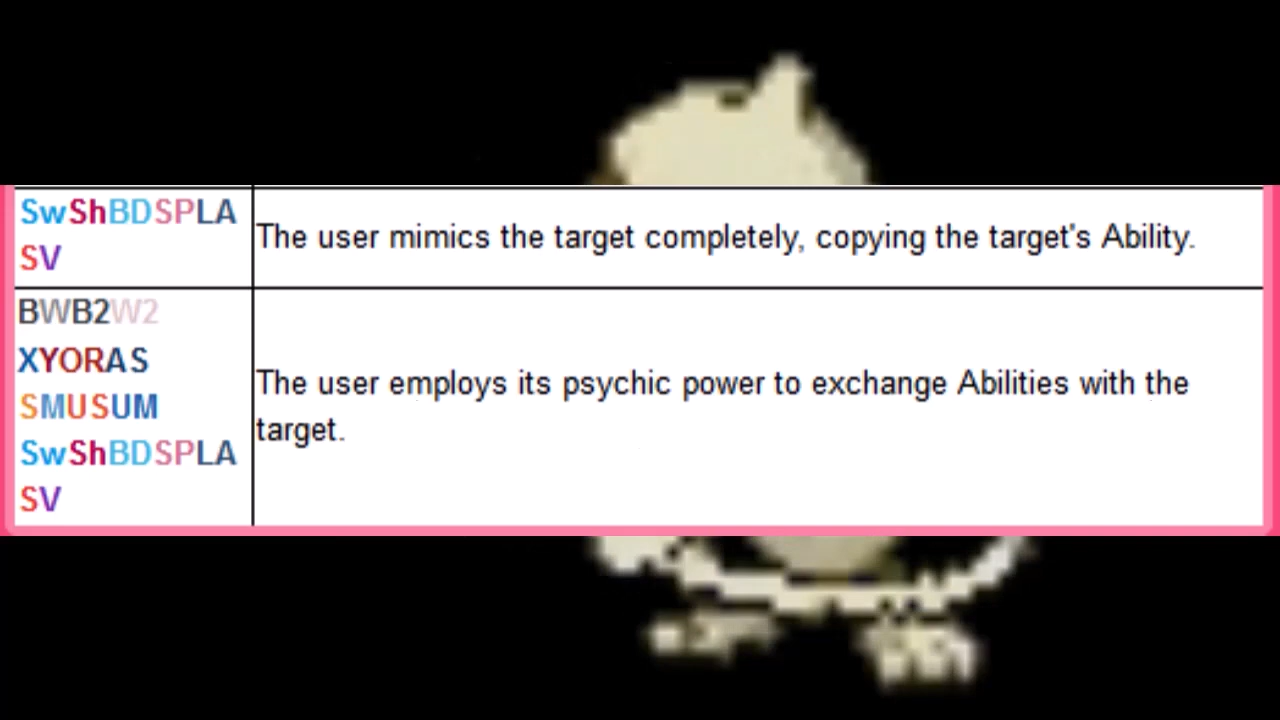 SwShBDSPLA
SV
The user mimics the target completely, copying the target's Ability.
BWB2W2
XYORAS
SMUSUM
SwShBDSPLA
SV
The user employs its psychic power to exchange Abilities with the
target.